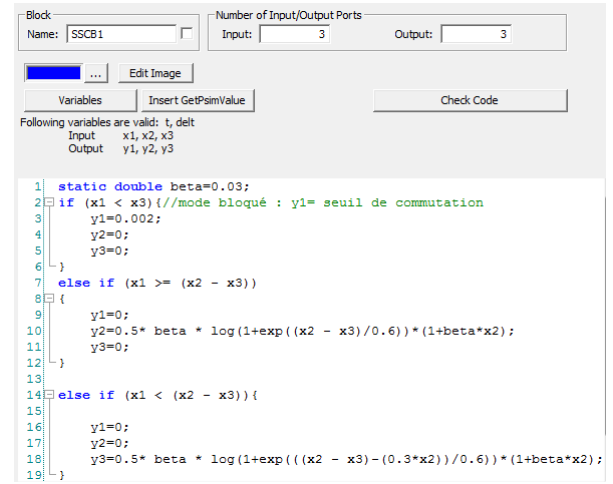 Block
Number of Input/Output Ports
Name: SSCB1
Input: 3
Output: 3
... Edit Image
Variables Insert GetPsimValue Check Code
Following variables are valid: t, delt
Input x1, x2, x3
Output y1, y2, y3
1 static double beta=0.03;
2 if (x1 < x3){//mode bloqué : y1= seuil de commutation
3 y1=0.002;
4 y2=0;
5 y3=0;
6 }
7 else if (x1 >= (x2 - x3))
8 {
9 y1=0;
10 y2=0.5* beta * log(1+exp((x2 - x3)/0.6))*(1+beta*x2);
11 y3=0;
12 }
13
14 else if (x1 < (x2 - x3)){
15
16 y1=0;
17 y2=0;
18 y3=0.5* beta * log(1+exp(((x2 - x3)-(0.3*x2))/0.6))*(1+beta*x2);
19 }